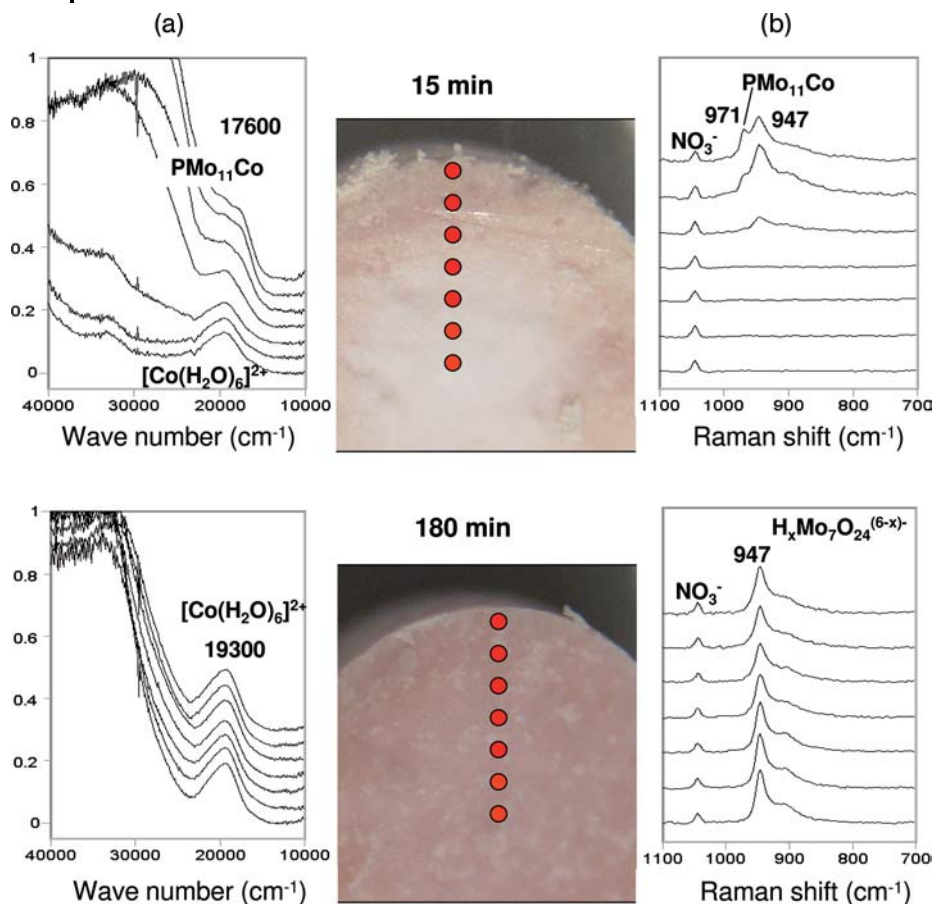 (a)
(b)
1
0.8
0.6
0.4
0.2
0
17600
PMo₁₁Co
[Co(H₂O)₆]²⁺
40000 30000 20000 10000
Wave number (cm⁻¹)
15 min
PMo₁₁Co
971
947
NO₃⁻
1100 1000 900 800 700
Raman shift (cm⁻¹)
1
0.8
0.6
0.4
0.2
0
[Co(H₂O)₆]²⁺
19300
40000 30000 20000 10000
Wave number (cm⁻¹)
180 min
HₓMo₇O₂₄⁽⁶⁻ˣ⁾⁻
947
NO₃⁻
1100 1000 900 800 700
Raman shift (cm⁻¹)